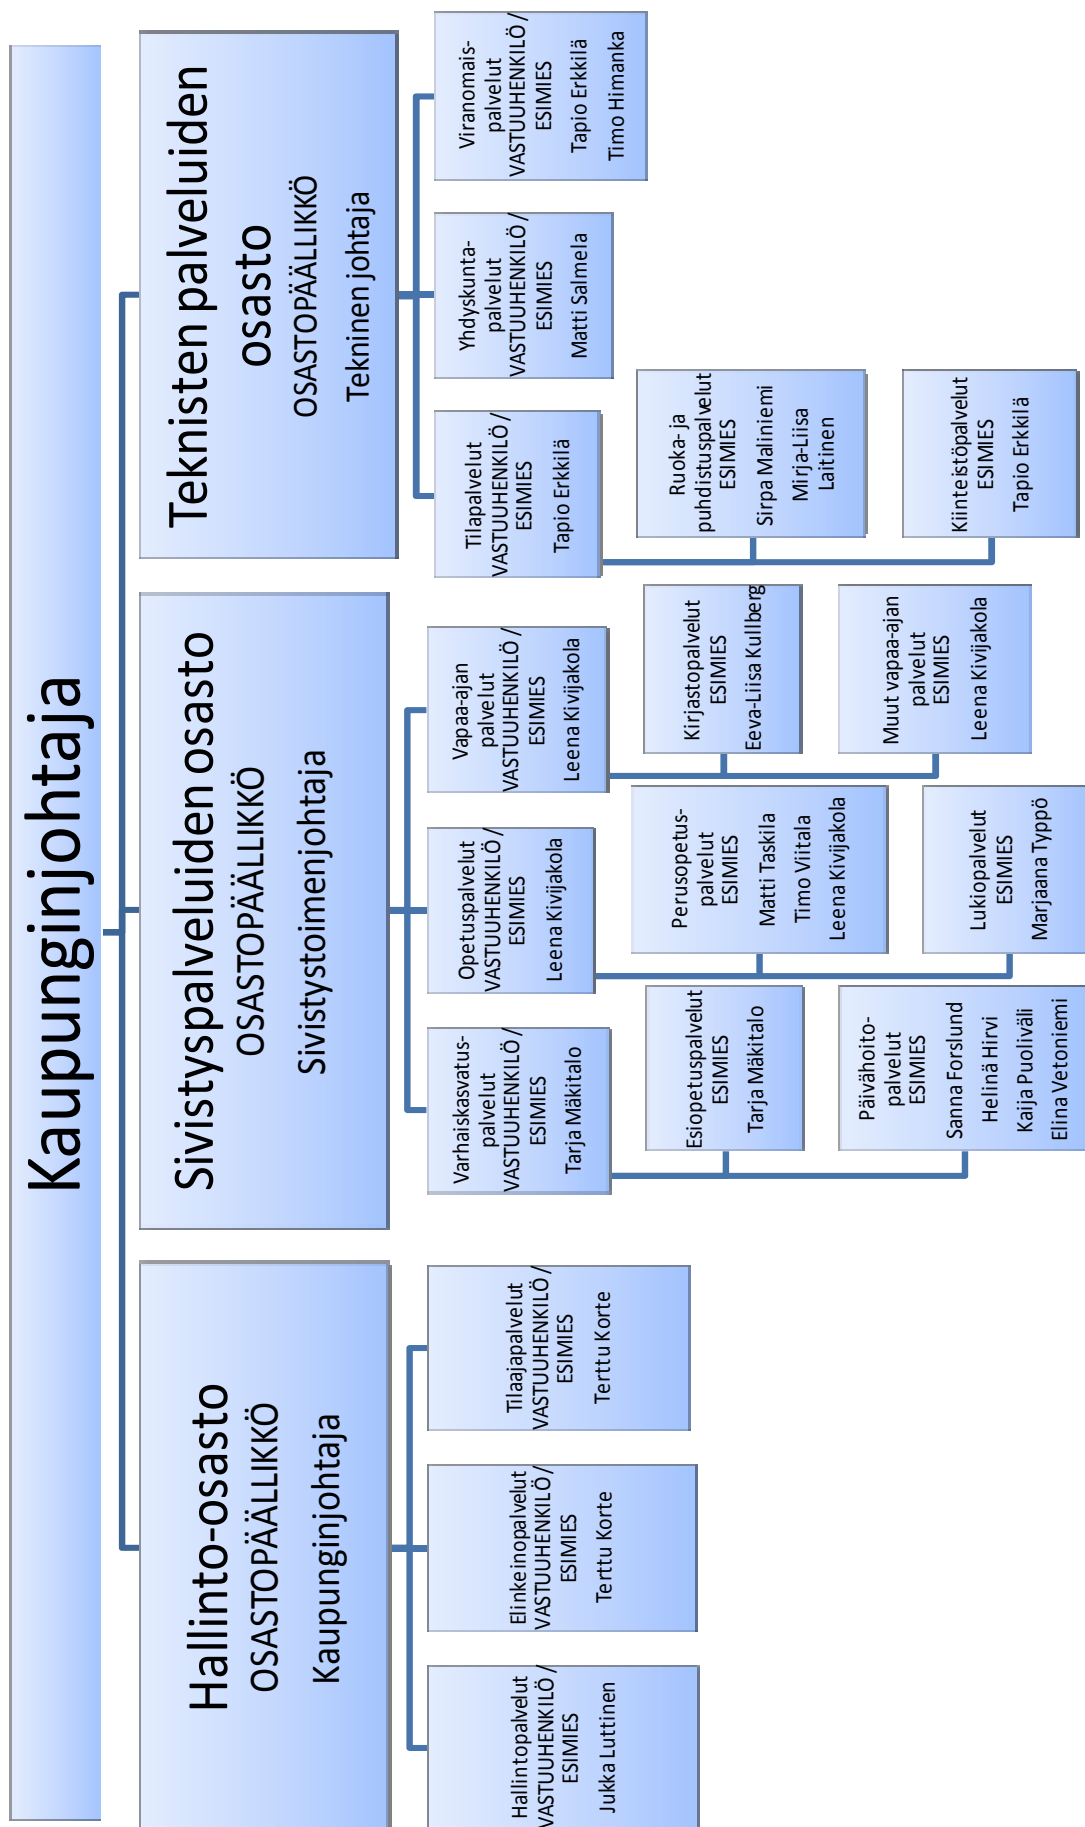 Kaupunginjohtaja
Hallinto-osasto
OSASTOPÄÄLLIKKÖ
Kaupunginjohtaja
Hallintopalvelut
VASTUUHENKILÖ /
ESIMIES
Jukka Luttinen
Elinkeinopalvelut
VASTUUHENKILÖ /
ESIMIES
Terttu Korte
Tilaajapalvelut
VASTUUHENKILÖ /
ESIMIES
Terttu Korte
Sivistyspalveluiden osasto
OSASTOPÄÄLLIKKÖ
Sivistystoimenjohtaja
Varhaiskasvatus-
palvelut
VASTUUHENKILÖ /
ESIMIES
Tarja Mäkitalo
Esiopetuspalvelut
ESIMIES
Tarja Mäkitalo
Päivähoito-
palvelut
ESIMIES
Sanna Forslund
Helinä Hirvi
Kaija Puoliväli
Elina Vetoniemi
Opetuspalvelut
VASTUUHENKILÖ /
ESIMIES
Leena Kivijakola
Perusopetus-
palvelut
ESIMIES
Matti Taskila
Timo Viitala
Leena Kivijakola
Lukiopalvelut
ESIMIES
Marjaana Typpö
Vapaa-ajan
palvelut
VASTUUHENKILÖ /
ESIMIES
Leena Kivijakola
Kirjastopalvelut
ESIMIES
Eeva-Liisa Kullberg
Muut vapaa-ajan
palvelut
ESIMIES
Leena Kivijakola
Teknisten palveluiden
osasto
OSASTOPÄÄLLIKKÖ
Tekninen johtaja
Tilapalvelut
VASTUUHENKILÖ /
ESIMIES
Tapio Erkkilä
Ruoka- ja
puhdistuspalvelut
ESIMIES
Sirpa Maliniemi
Mirja-Liisa
Laitinen
Kiinteistöpalvelut
ESIMIES
Tapio Erkkilä
Yhdyskunta-
palvelut
VASTUUHENKILÖ /
ESIMIES
Matti Salmela
Viranomais-
palvelut
VASTUUHENKILÖ /
ESIMIES
Tapio Erkkilä
Timo Himanka